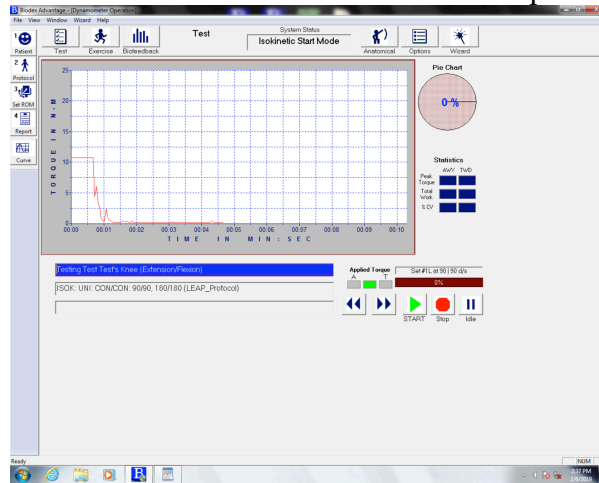 Biodex Advantage - [Dynamometer Operation]
File View Window Wizard Help
1
Patient
2
Protocol
3
Set ROM
4
Report
Curve
Test
Exercise
Biofeedback
Test
System Status
Isokinetic Start Mode
Anatomical
Options
Wizard
TORQUE IN N-M
25
20
15
10
5
0
00:00 00:01 00:02 00:03 00:04 00:05 00:06 00:07 00:08 00:09 00:10
TIME IN MIN:SEC
Pie Chart
0 %
Statistics
AWY TWD
Peak Torque
Total Work
% CV
Testing Test Test's Knee (Extension/Flexion)
ISOK: UNI: CON/CON: 90/90, 180/180 (LEAP_Protocol)
Applied Torque
A T
Set #1L at 90 | 90 d/s
0%
START Stop Idle
Ready
NUM
3:37 PM